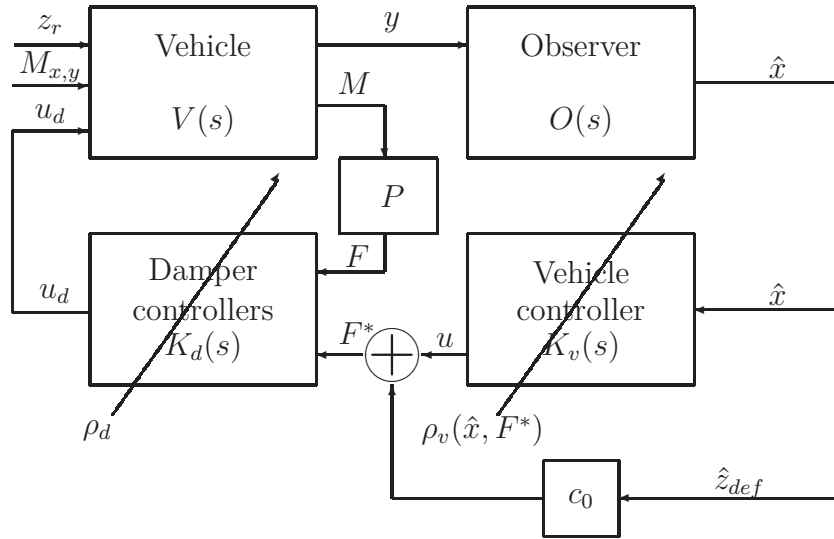 z_r
M_{x,y}
u_d
Vehicle
V(s)
y
M
Observer
O(s)
x̂
P
F
Damper
controllers
K_d(s)
u_d
F*
u
Vehicle
controller
K_v(s)
x̂
ρ_d
ρ_v(x̂, F*)
c_0
ẑ_{def}